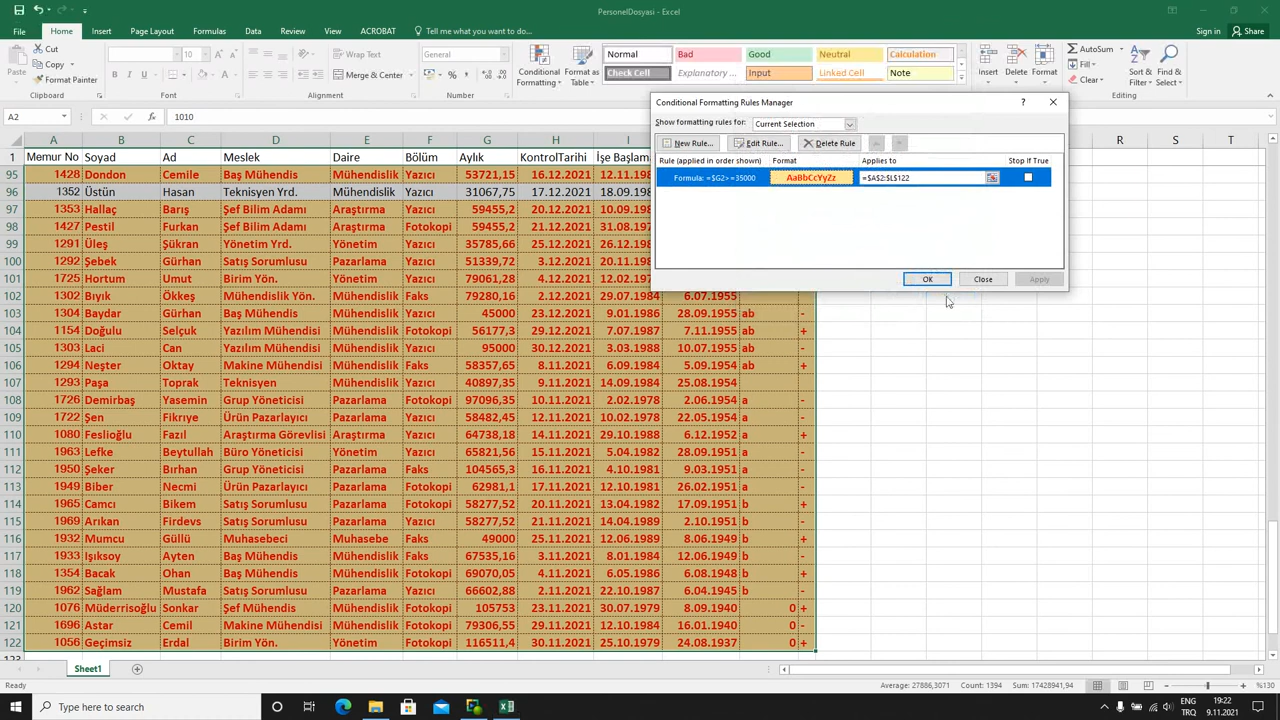 PersonelDosyasi - Excel
File Home Insert Page Layout Formulas Data Review View ACROBAT Tell me what you want to do... Sign in Share
Cut
Copy
Format Painter
Paste
Clipboard
10
Font
Wrap Text
Merge & Center
Alignment
General
Number
Conditional Formatting
Format as Table
Normal Bad Good Neutral Calculation
Check Cell Explanatory ... Input Linked Cell Note
Styles
Insert Delete Format
Cells
AutoSum
Fill
Clear
Sort & Filter
Find & Select
Editing
A2 fx 1010
Conditional Formatting Rules Manager
Show formatting rules for: Current Selection
New Rule... Edit Rule... Delete Rule
Rule (applied in order shown) Format Applies to Stop If True
Formula: =$G2>=35000 AaBbCcYyZz =$A$2:$L$122
OK Close Apply
A B C D E F G H I R S T
1 Memur No Soyad Ad Meslek Daire Bölüm Aylık KontrolTarihi İşe Başlama
95 1428 Dondon Cemile Baş Mühendis Mühendislik Yazıcı 53721,15 16.12.2021 12.11.198
1352 Üstün Hasan Teknisyen Yrd. Mühendislik Yazıcı 31067,75 17.12.2021 18.09.198
97 1353 Hallaç Barış Şef Bilim Adamı Araştırma Yazıcı 59455,2 20.12.2021 10.09.198
98 1427 Pestil Furkan Şef Bilim Adamı Araştırma Fotokopi 59455,2 21.12.2021 31.08.197
99 1291 Üleş Şükran Yönetim Yrd. Yönetim Yazıcı 35785,66 25.12.2021 26.12.198
100 1292 Şebek Gürhan Satış Sorumlusu Pazarlama Yazıcı 51339,72 3.12.2021 20.11.198
101 1725 Hortum Umut Birim Yön. Yönetim Yazıcı 79061,28 4.12.2021 12.02.197
102 1302 Bıyık Ökkeş Mühendislik Yön. Mühendislik Faks 79280,16 2.12.2021 29.07.1984 6.07.1955
103 1304 Baydar Gürhan Baş Mühendis Mühendislik Yazıcı 45000 23.12.2021 9.01.1986 28.09.1955 ab -
104 1154 Doğulu Selçuk Yazılım Mühendisi Mühendislik Fotokopi 56177,3 29.12.2021 7.07.1987 7.11.1955 ab +
105 1303 Laci Can Yazılım Mühendisi Mühendislik Yazıcı 95000 30.12.2021 3.03.1988 10.07.1955 ab -
106 1294 Neşter Oktay Makine Mühendisi Mühendislik Faks 58357,65 8.11.2021 6.09.1984 5.09.1954 ab +
107 1293 Paşa Toprak Teknisyen Mühendislik Yazıcı 40897,35 9.11.2021 14.09.1984 25.08.1954 -
108 1726 Demirbaş Yasemin Grup Yöneticisi Pazarlama Fotokopi 97096,35 10.11.2021 2.02.1978 2.06.1954 a -
109 1722 Şen Fikrıye Ürün Pazarlayıcı Pazarlama Yazıcı 58482,45 12.11.2021 10.02.1978 22.05.1954 a -
110 1080 Feslioğlu Fazıl Araştırma Görevlisi Araştırma Yazıcı 64738,18 14.11.2021 29.10.1988 6.12.1952 a +
111 1963 Lefke Beytullah Büro Yöneticisi Yönetim Yazıcı 65821,56 15.11.2021 5.04.1982 28.09.1951 a -
112 1950 Şeker Bırhan Grup Yöneticisi Pazarlama Faks 104565,3 16.11.2021 4.10.1981 9.03.1951 a -
113 1949 Biber Necmi Ürün Pazarlayıcı Pazarlama Fotokopi 62981,1 17.11.2021 12.10.1981 26.02.1951 a -
114 1965 Camcı Bikem Satış Sorumlusu Pazarlama Fotokopi 58277,52 20.11.2021 13.04.1982 17.09.1951 b +
115 1969 Arıkan Firdevs Satış Sorumlusu Pazarlama Yazıcı 58277,52 21.11.2021 14.04.1989 2.10.1951 b -
116 1932 Mumcu Güllü Muhasebeci Muhasebe Faks 49000 25.11.2021 12.06.1989 8.06.1949 b +
117 1933 Işıksoy Ayten Baş Mühendis Mühendislik Faks 67535,16 3.11.2021 8.01.1984 12.06.1949 b -
118 1354 Bacak Ohan Baş Mühendis Mühendislik Fotokopi 69070,05 4.11.2021 6.05.1986 6.08.1948 b +
119 1962 Sağlam Mustafa Satış Sorumlusu Pazarlama Yazıcı 66602,88 2.11.2021 22.10.1987 6.04.1945 b -
120 1076 Müderrisoğlu Sonkar Şef Mühendis Mühendislik Fotokopi 105753 23.11.2021 30.07.1979 8.09.1940 0 +
121 1696 Astar Cemil Makine Mühendisi Mühendislik Fotokopi 79306,55 29.11.2021 12.10.1984 16.01.1940 0 -
122 1056 Geçimsiz Erdal Birim Yön. Yönetim Fotokopi 116511,4 30.11.2021 25.10.1979 24.08.1937 0 +
Sheet1
Ready Average: 27886,3071 Count: 1394 Sum: 17428941,94 %130
Type here to search
TRQ
19:22
9.11.2021